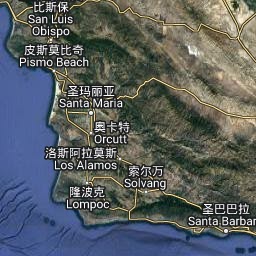 比斯保
San Luis
Obispo
皮斯莫比奇
Pismo Beach
圣玛丽亚
Santa Maria
奥卡特
Orcutt
洛斯阿拉莫斯
Los Alamos
索尔万
Solvang
隆波克
Lompoc
圣巴巴拉
Santa Barbar